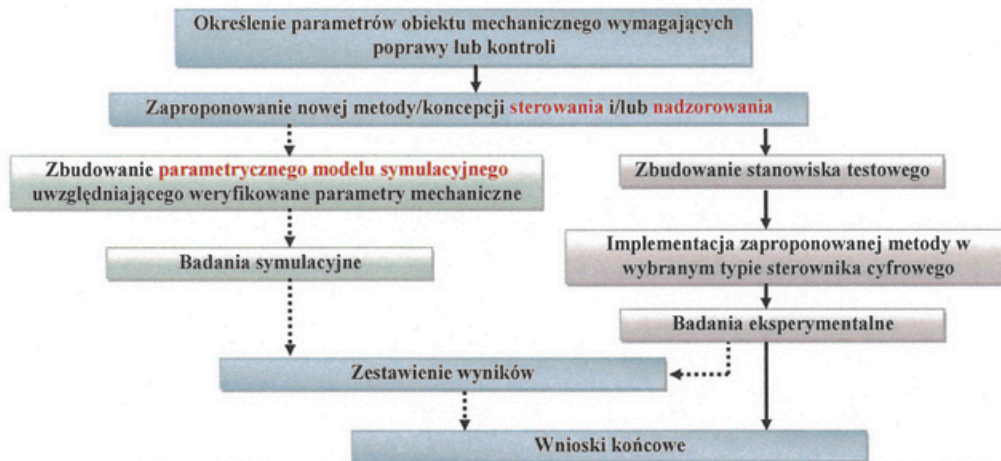 Określenie parametrów obiektu mechanicznego wymagających
poprawy lub kontroli
Zaproponowanie nowej metody/koncepcji sterowania i/lub nadzorowania
Zbudowanie parametrycznego modelu symulacyjnego
uwzględniającego weryfikowane parametry mechaniczne
Badania symulacyjne
Zbudowanie stanowiska testowego
Implementacja zaproponowanej metody w
wybranym typie sterownika cyfrowego
Badania eksperymentalne
Zestawienie wyników
Wnioski końcowe